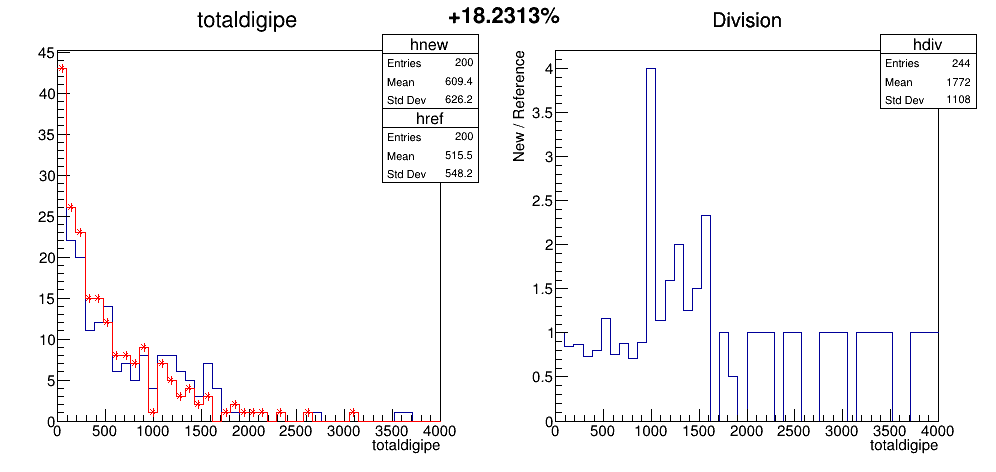 totaldigipe
+18.2313%
Division
hnew
Entries 200
Mean 609.4
Std Dev 626.2
href
Entries 200
Mean 515.5
Std Dev 548.2
45
40
35
30
25
20
15
10
5
0
0 500 1000 1500 2000 2500 3000 3500 4000
totaldigipe
hdiv
Entries 244
Mean 1772
Std Dev 1108
New / Reference
4
3.5
3
2.5
2
1.5
1
0.5
0
0 500 1000 1500 2000 2500 3000 3500 4000
totaldigipe